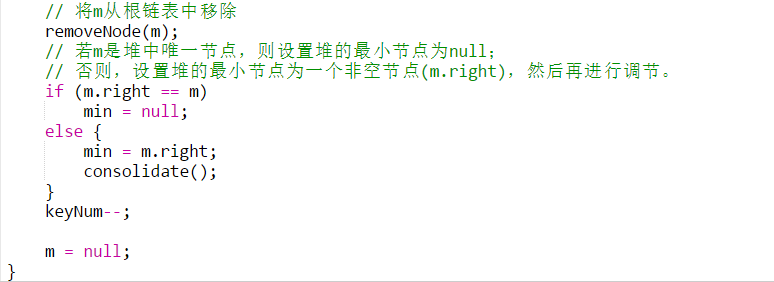 // 将m从根链表中移除
removeNode(m);
// 若m是堆中唯一节点，则设置堆的最小节点为null；
// 否则，设置堆的最小节点为一个非空节点(m.right)，然后再进行调节。
if (m.right == m)
min = null;
else {
min = m.right;
consolidate();
}
keyNum--;
m = null;
}